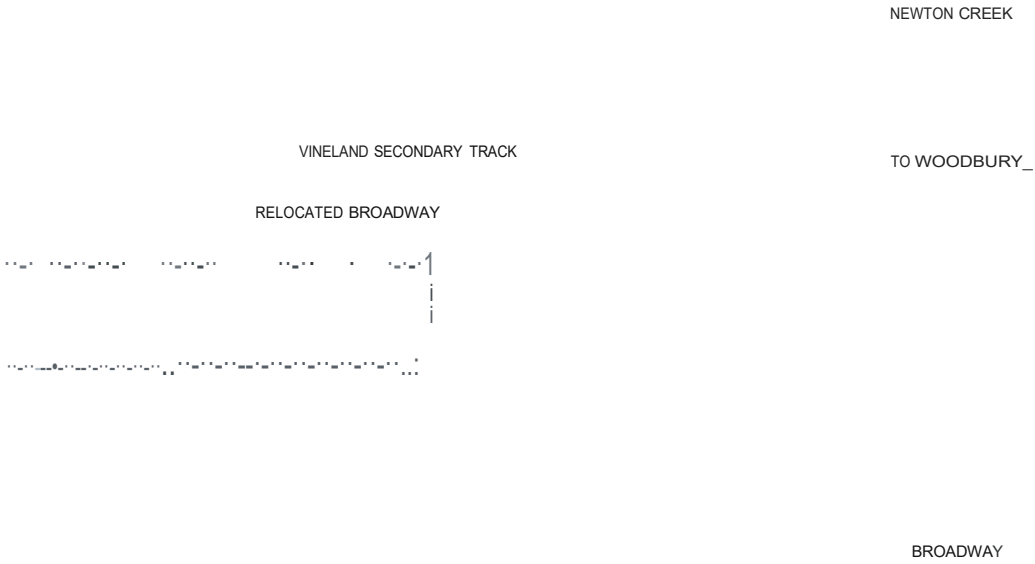 NEWTON CREEK
VINELAND SECONDARY TRACK
TO WOODBURY_
RELOCATED BROADWAY
BROADWAY